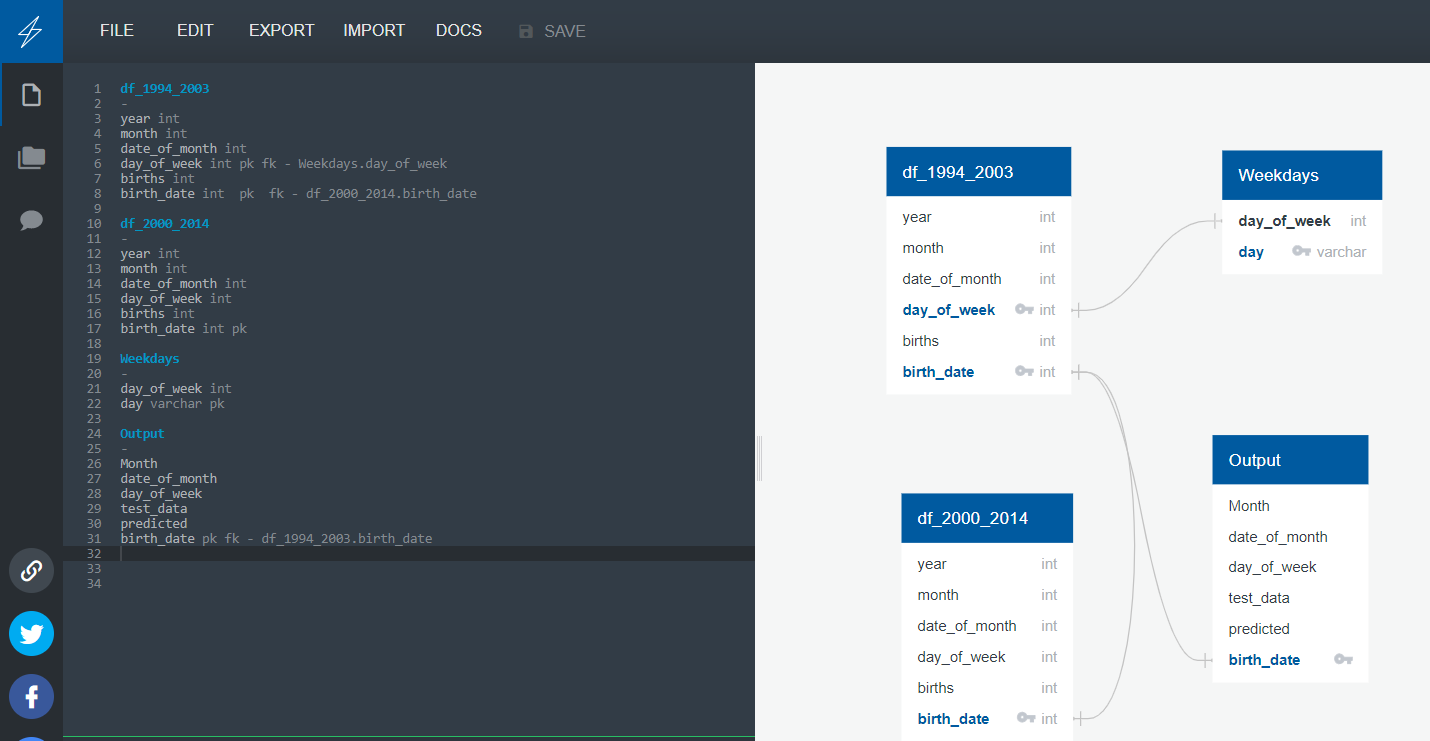 FILE EDIT EXPORT IMPORT DOCS SAVE
1 df_1994_2003
2 -
3 year int
4 month int
5 date_of_month int
6 day_of_week int pk fk - Weekdays.day_of_week
7 births int
8 birth_date int  pk  fk - df_2000_2014.birth_date
9
10 df_2000_2014
11 -
12 year int
13 month int
14 date_of_month int
15 day_of_week int
16 births int
17 birth_date int pk
18
19 Weekdays
20 -
21 day_of_week int
22 day varchar pk
23
24 Output
25 -
26 Month
27 date_of_month
28 day_of_week
29 test_data
30 predicted
31 birth_date pk fk - df_1994_2003.birth_date
32
33
34
df_1994_2003
year int
month int
date_of_month int
day_of_week int
births int
birth_date int
Weekdays
day_of_week int
day varchar
df_2000_2014
year int
month int
date_of_month int
day_of_week int
births int
birth_date int
Output
Month
date_of_month
day_of_week
test_data
predicted
birth_date